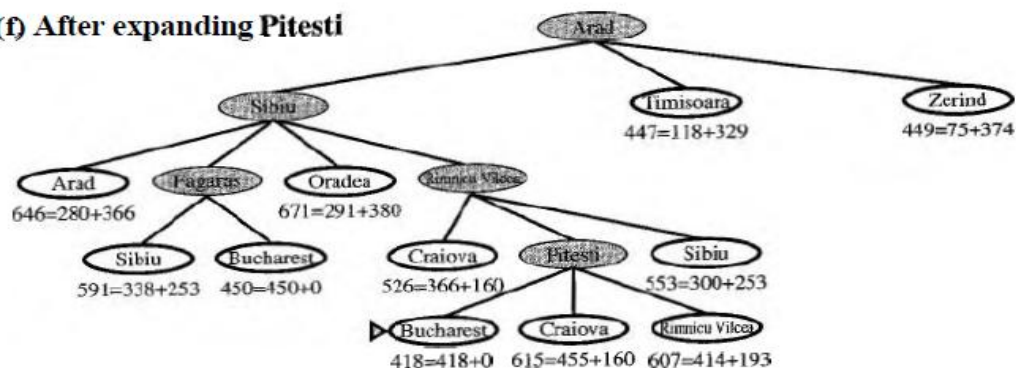 (f) After expanding Pitesti
Arad
Sibiu
Timisoara
Zerind
447=118+329
449=75+374
Arad
Fagaras
Oradea
Rimnicu Vilcea
646=280+366
671=291+380
Sibiu
Bucharest
Craiova
Pitesti
Sibiu
591=338+253
450=450+0
526=366+160
553=300+253
Bucharest
Craiova
Rimnicu Vilcea
418=418+0
615=455+160
607=414+193